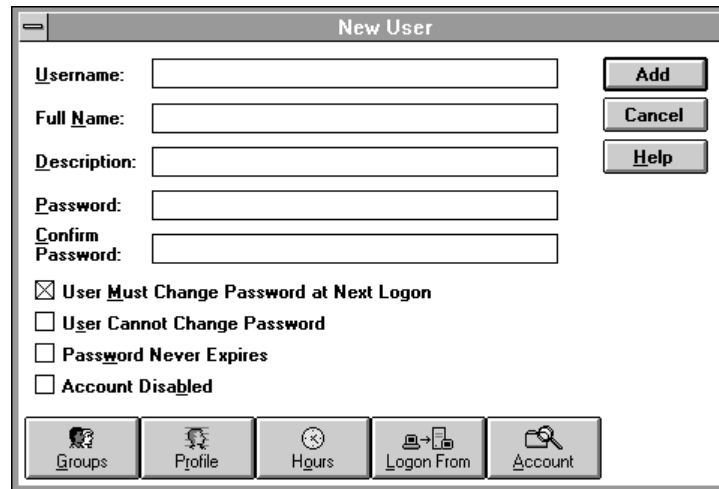 New User
Username:
Add
Full Name:
Cancel
Description:
Help
Password:
Confirm
Password:
User Must Change Password at Next Logon
User Cannot Change Password
Password Never Expires
Account Disabled
Groups
Profile
Hours
Logon From
Account